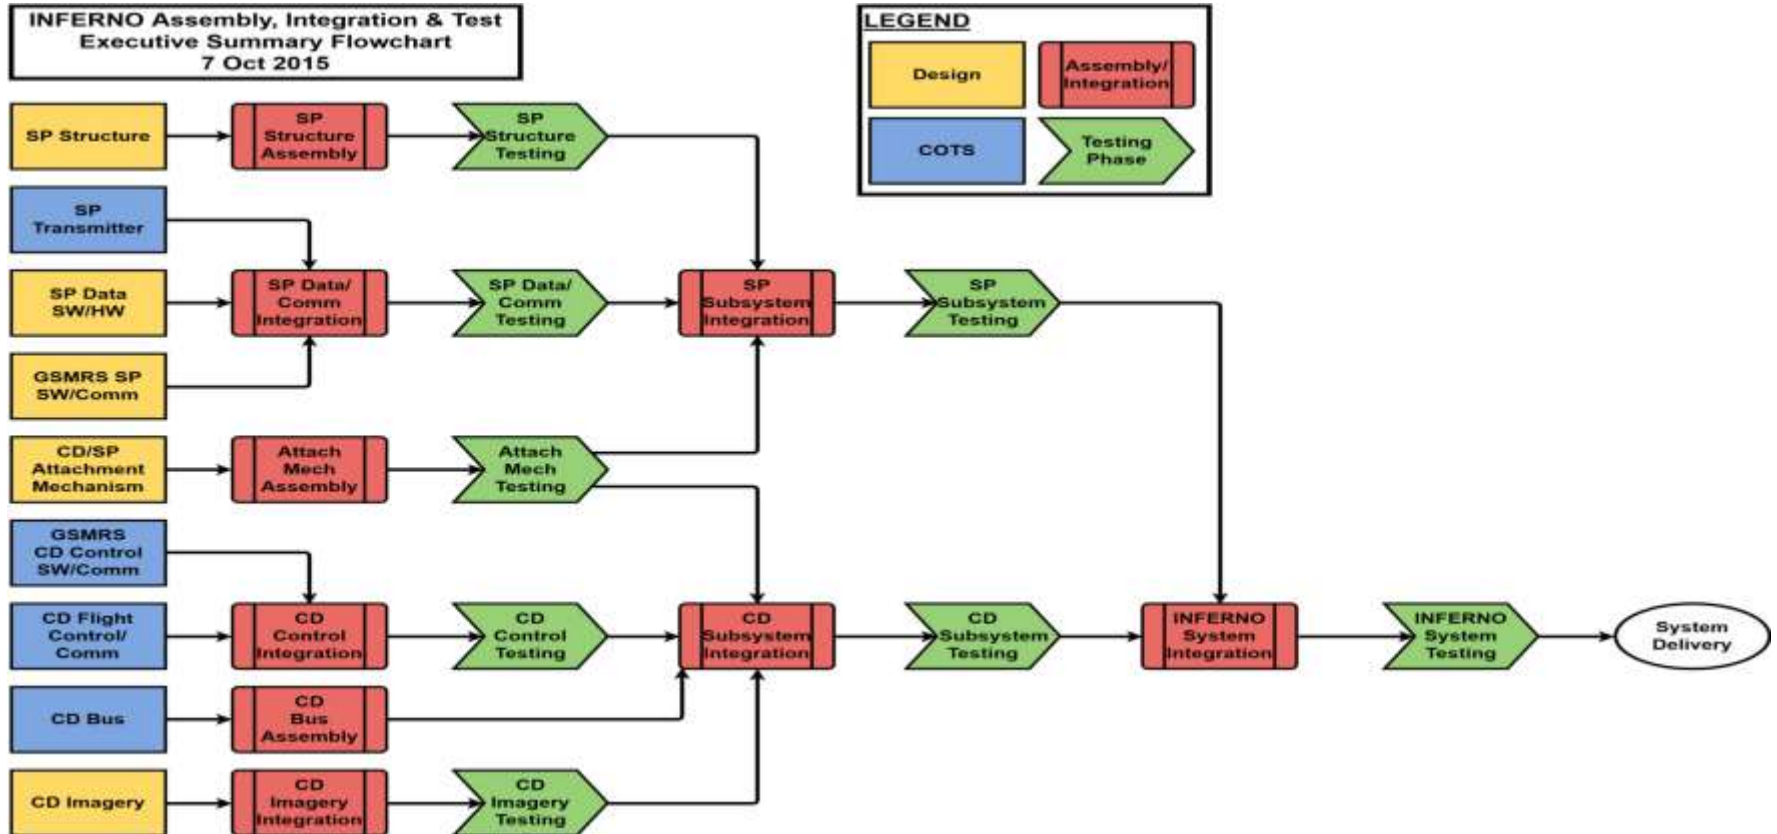 INFERNO Assembly, Integration & Test
Executive Summary Flowchart
7 Oct 2015
LEGEND
Design
Assembly/
Integration
COTS
Testing
Phase
SP Structure
SP
Structure
Assembly
SP
Structure
Testing
SP
Transmitter
SP Data
SW/HW
SP Data/
Comm
Integration
SP Data/
Comm
Testing
SP
Subsystem
Integration
SP
Subsystem
Testing
GSMRS SP
SW/Comm
CD/SP
Attachment
Mechanism
Attach
Mech
Assembly
Attach
Mech
Testing
GSMRS
CD Control
SW/Comm
CD Flight
Control/
Comm
CD
Control
Integration
CD
Control
Testing
CD
Subsystem
Integration
CD
Subsystem
Testing
INFERNO
System
Integration
INFERNO
System
Testing
System
Delivery
CD Bus
CD
Bus
Assembly
CD Imagery
CD
Imagery
Integration
CD
Imagery
Testing